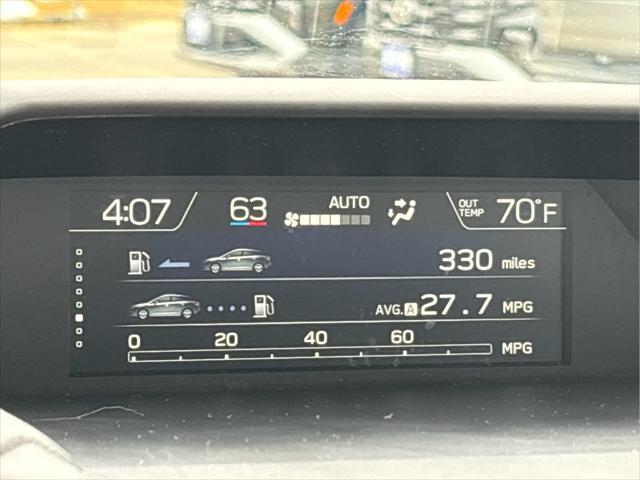 4:07 63 AUTO OUT TEMP 70°F
330 miles
AVG. A 27.7 MPG
0 20 40 60 MPG